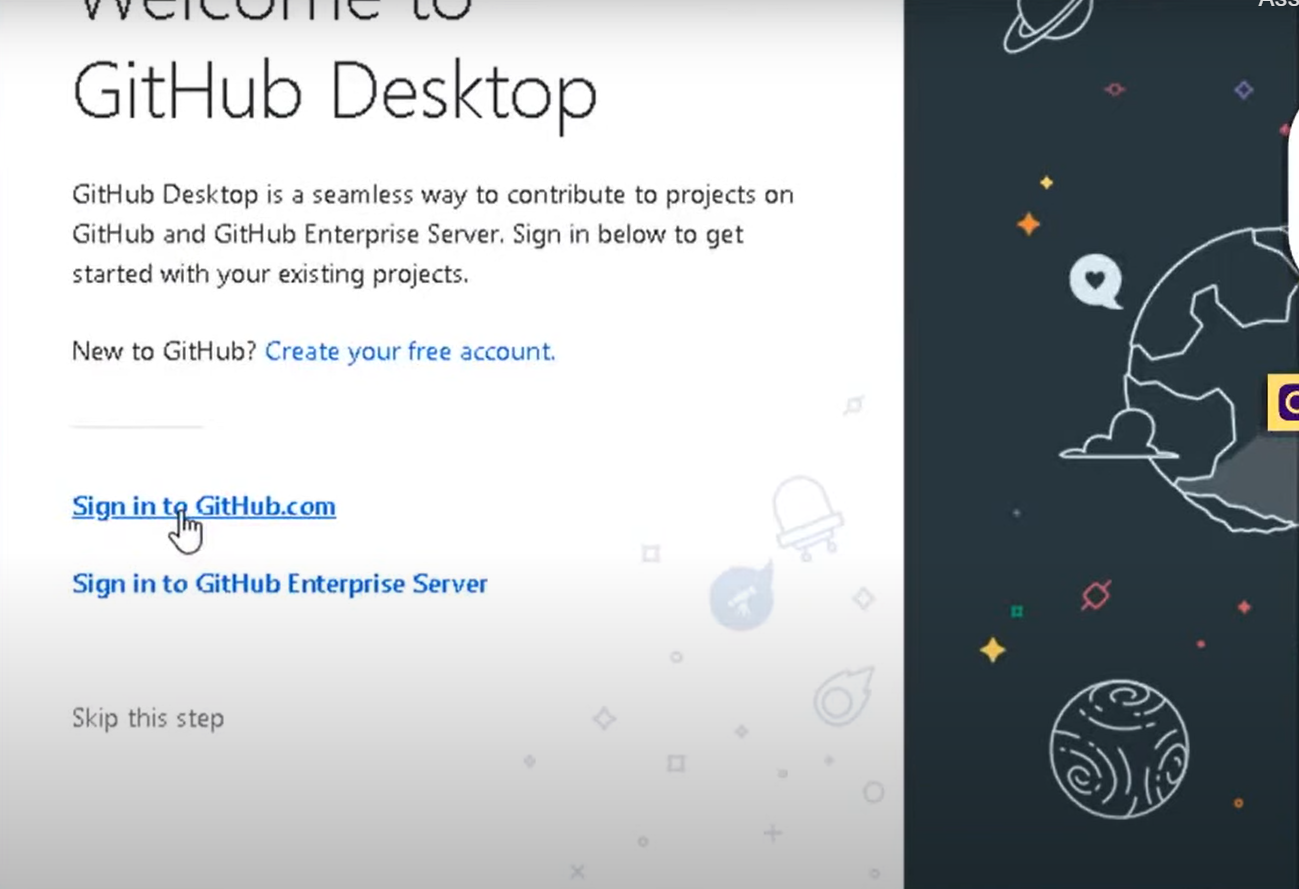 Welcome to
GitHub Desktop
GitHub Desktop is a seamless way to contribute to projects on
GitHub and GitHub Enterprise Server. Sign in below to get
started with your existing projects.
New to GitHub? Create your free account.
Sign in to GitHub.com
Sign in to GitHub Enterprise Server
Skip this step